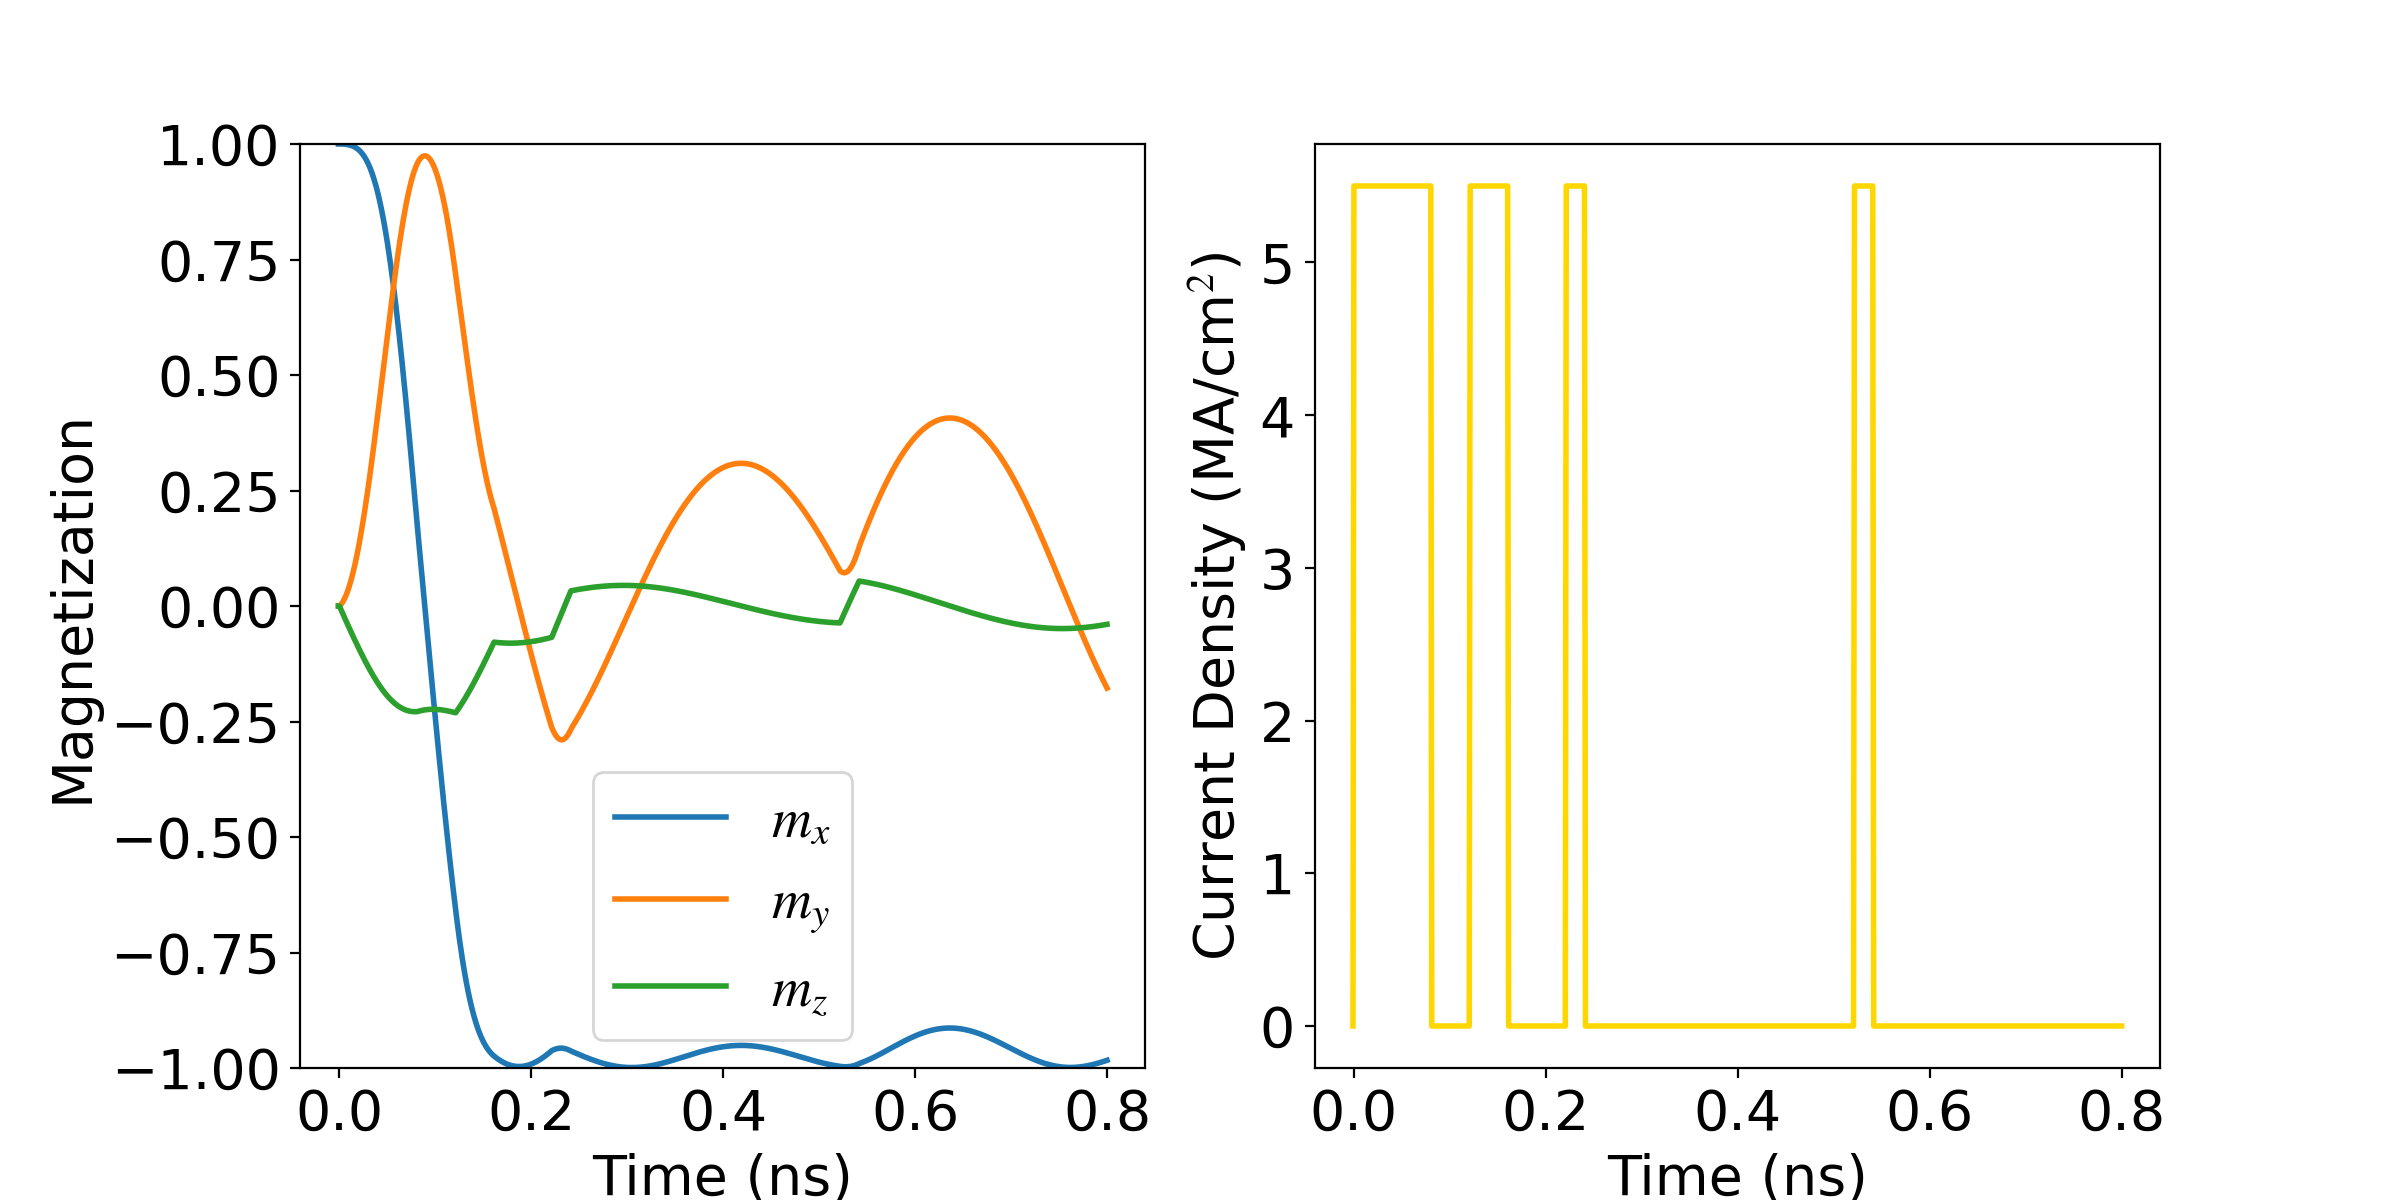 1.00
0.75
0.50
0.25
0.00
−0.25
−0.50
−0.75
−1.00
Magnetization
0.0 0.2 0.4 0.6 0.8
Time (ns)
m_x
m_y
m_z
5
4
3
2
1
0
Current Density (MA/cm²)
0.0 0.2 0.4 0.6 0.8
Time (ns)